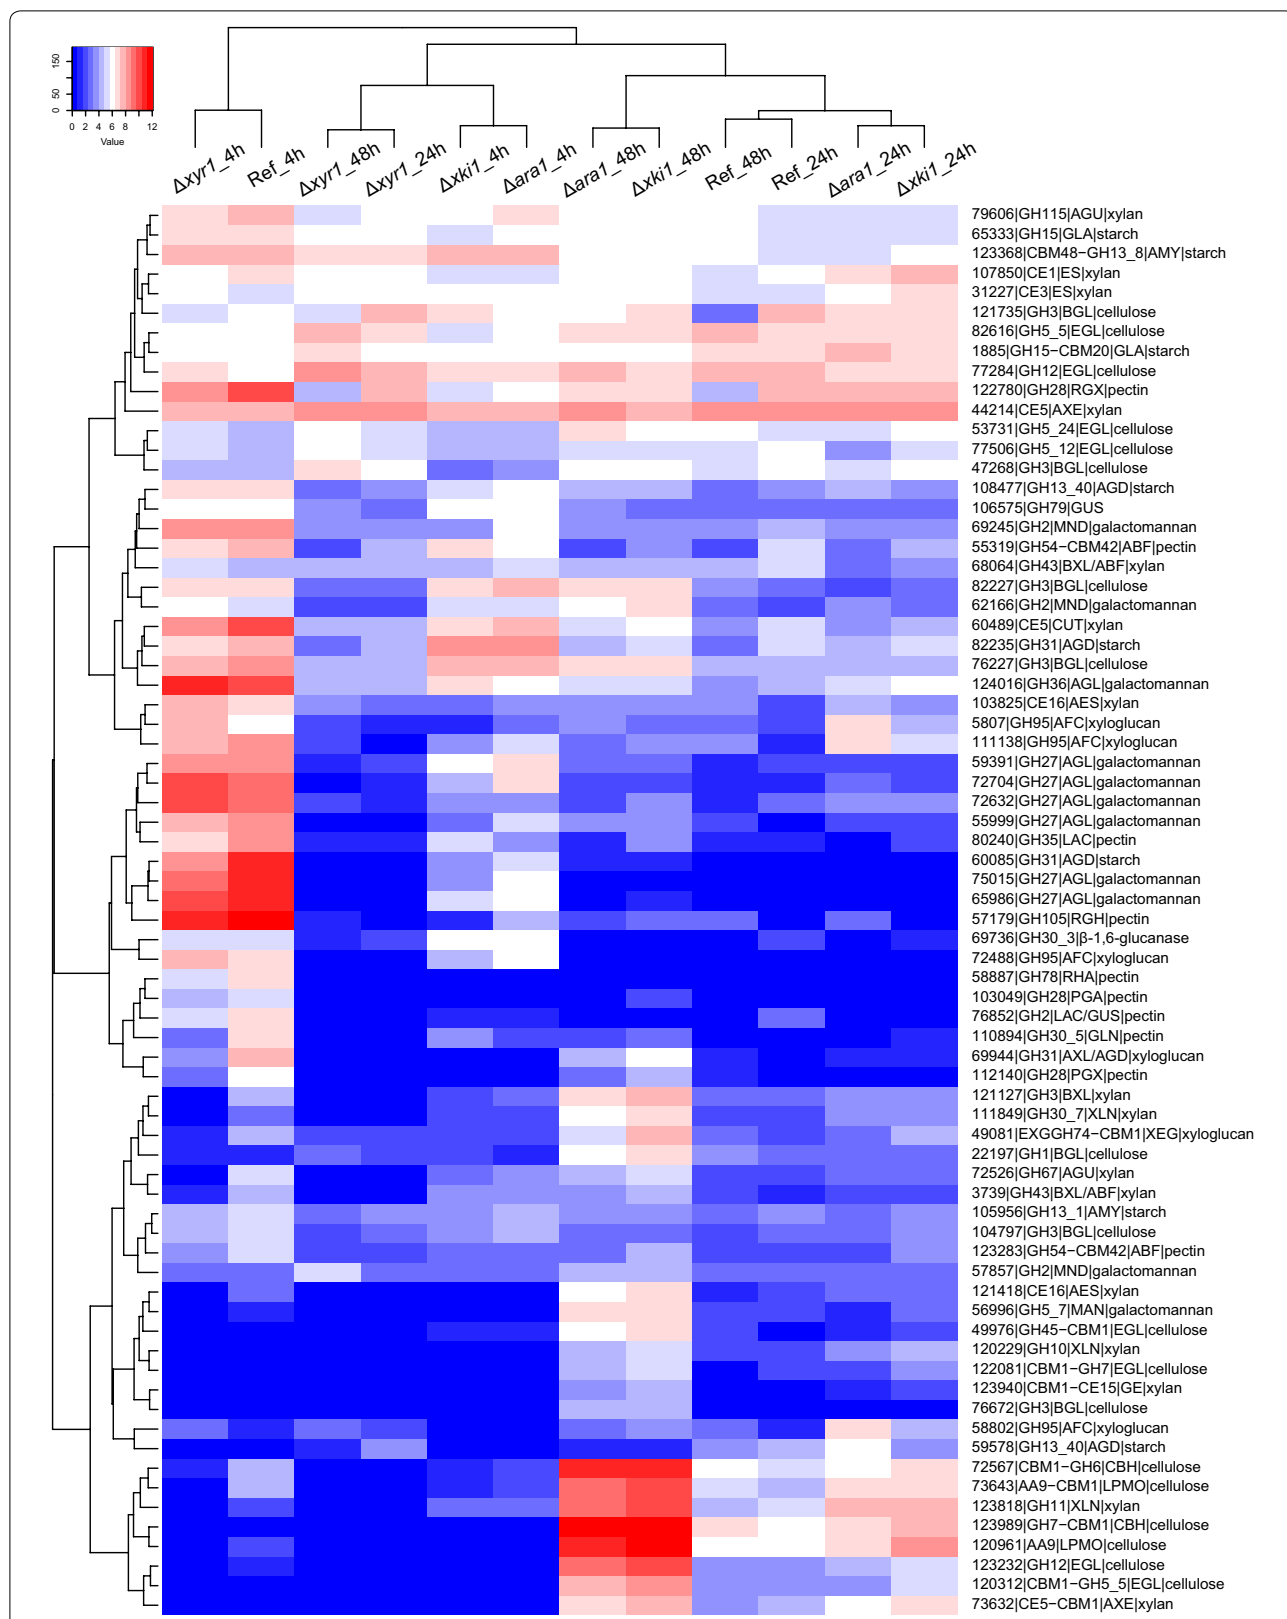 150
50
0
0 2 4 6 8 12
Value
Δxyr1_4h
Ref_4h
Δxyr1_48h
Δxyr1_24h
Δxki1_4h
Δara1_4h
Δara1_48h
Δxki1_48h
Ref_48h
Ref_24h
Δara1_24h
Δxki1_24h
79606|GH115|AGU|xylan
65333|GH15|GLA|starch
123368|CBM48−GH13_8|AMY|starch
107850|CE1|ES|xylan
31227|CE3|ES|xylan
121735|GH3|BGL|cellulose
82616|GH5_5|EGL|cellulose
1885|GH15−CBM20|GLA|starch
77284|GH12|EGL|cellulose
122780|GH28|RGX|pectin
44214|CE5|AXE|xylan
53731|GH5_24|EGL|cellulose
77506|GH5_12|EGL|cellulose
47268|GH3|BGL|cellulose
108477|GH13_40|AGD|starch
106575|GH79|GUS
69245|GH2|MND|galactomannan
55319|GH54−CBM42|ABF|pectin
68064|GH43|BXL/ABF|xylan
82227|GH3|BGL|cellulose
62166|GH2|MND|galactomannan
60489|CE5|CUT|xylan
82235|GH31|AGD|starch
76227|GH3|BGL|cellulose
124016|GH36|AGL|galactomannan
103825|CE16|AES|xylan
5807|GH95|AFC|xyloglucan
111138|GH95|AFC|xyloglucan
59391|GH27|AGL|galactomannan
72704|GH27|AGL|galactomannan
72632|GH27|AGL|galactomannan
55999|GH27|AGL|galactomannan
80240|GH35|LAC|pectin
60085|GH31|AGD|starch
75015|GH27|AGL|galactomannan
65986|GH27|AGL|galactomannan
57179|GH105|RGH|pectin
69736|GH30_3|β-1,6-glucanase
72488|GH95|AFC|xyloglucan
58887|GH78|RHA|pectin
103049|GH28|PGA|pectin
76852|GH2|LAC/GUS|pectin
110894|GH30_5|GLN|pectin
69944|GH31|AXL/AGD|xyloglucan
112140|GH28|PGX|pectin
121127|GH3|BXL|xylan
111849|GH30_7|XLN|xylan
49081|EXGGH74−CBM1|XEG|xyloglucan
22197|GH1|BGL|cellulose
72526|GH67|AGU|xylan
3739|GH43|BXL/ABF|xylan
105956|GH13_1|AMY|starch
104797|GH3|BGL|cellulose
123283|GH54−CBM42|ABF|pectin
57857|GH2|MND|galactomannan
121418|CE16|AES|xylan
56996|GH5_7|MAN|galactomannan
49976|GH45−CBM1|EGL|cellulose
120229|GH10|XLN|xylan
122081|CBM1−GH7|EGL|cellulose
123940|CBM1−CE15|GE|xylan
76672|GH3|BGL|cellulose
58802|GH95|AFC|xyloglucan
59578|GH13_40|AGD|starch
72567|CBM1−GH6|CBH|cellulose
73643|AA9−CBM1|LPMO|cellulose
123818|GH11|XLN|xylan
123989|GH7−CBM1|CBH|cellulose
120961|AA9|LPMO|cellulose
123232|GH12|EGL|cellulose
120312|CBM1−GH5_5|EGL|cellulose
73632|CE5−CBM1|AXE|xylan